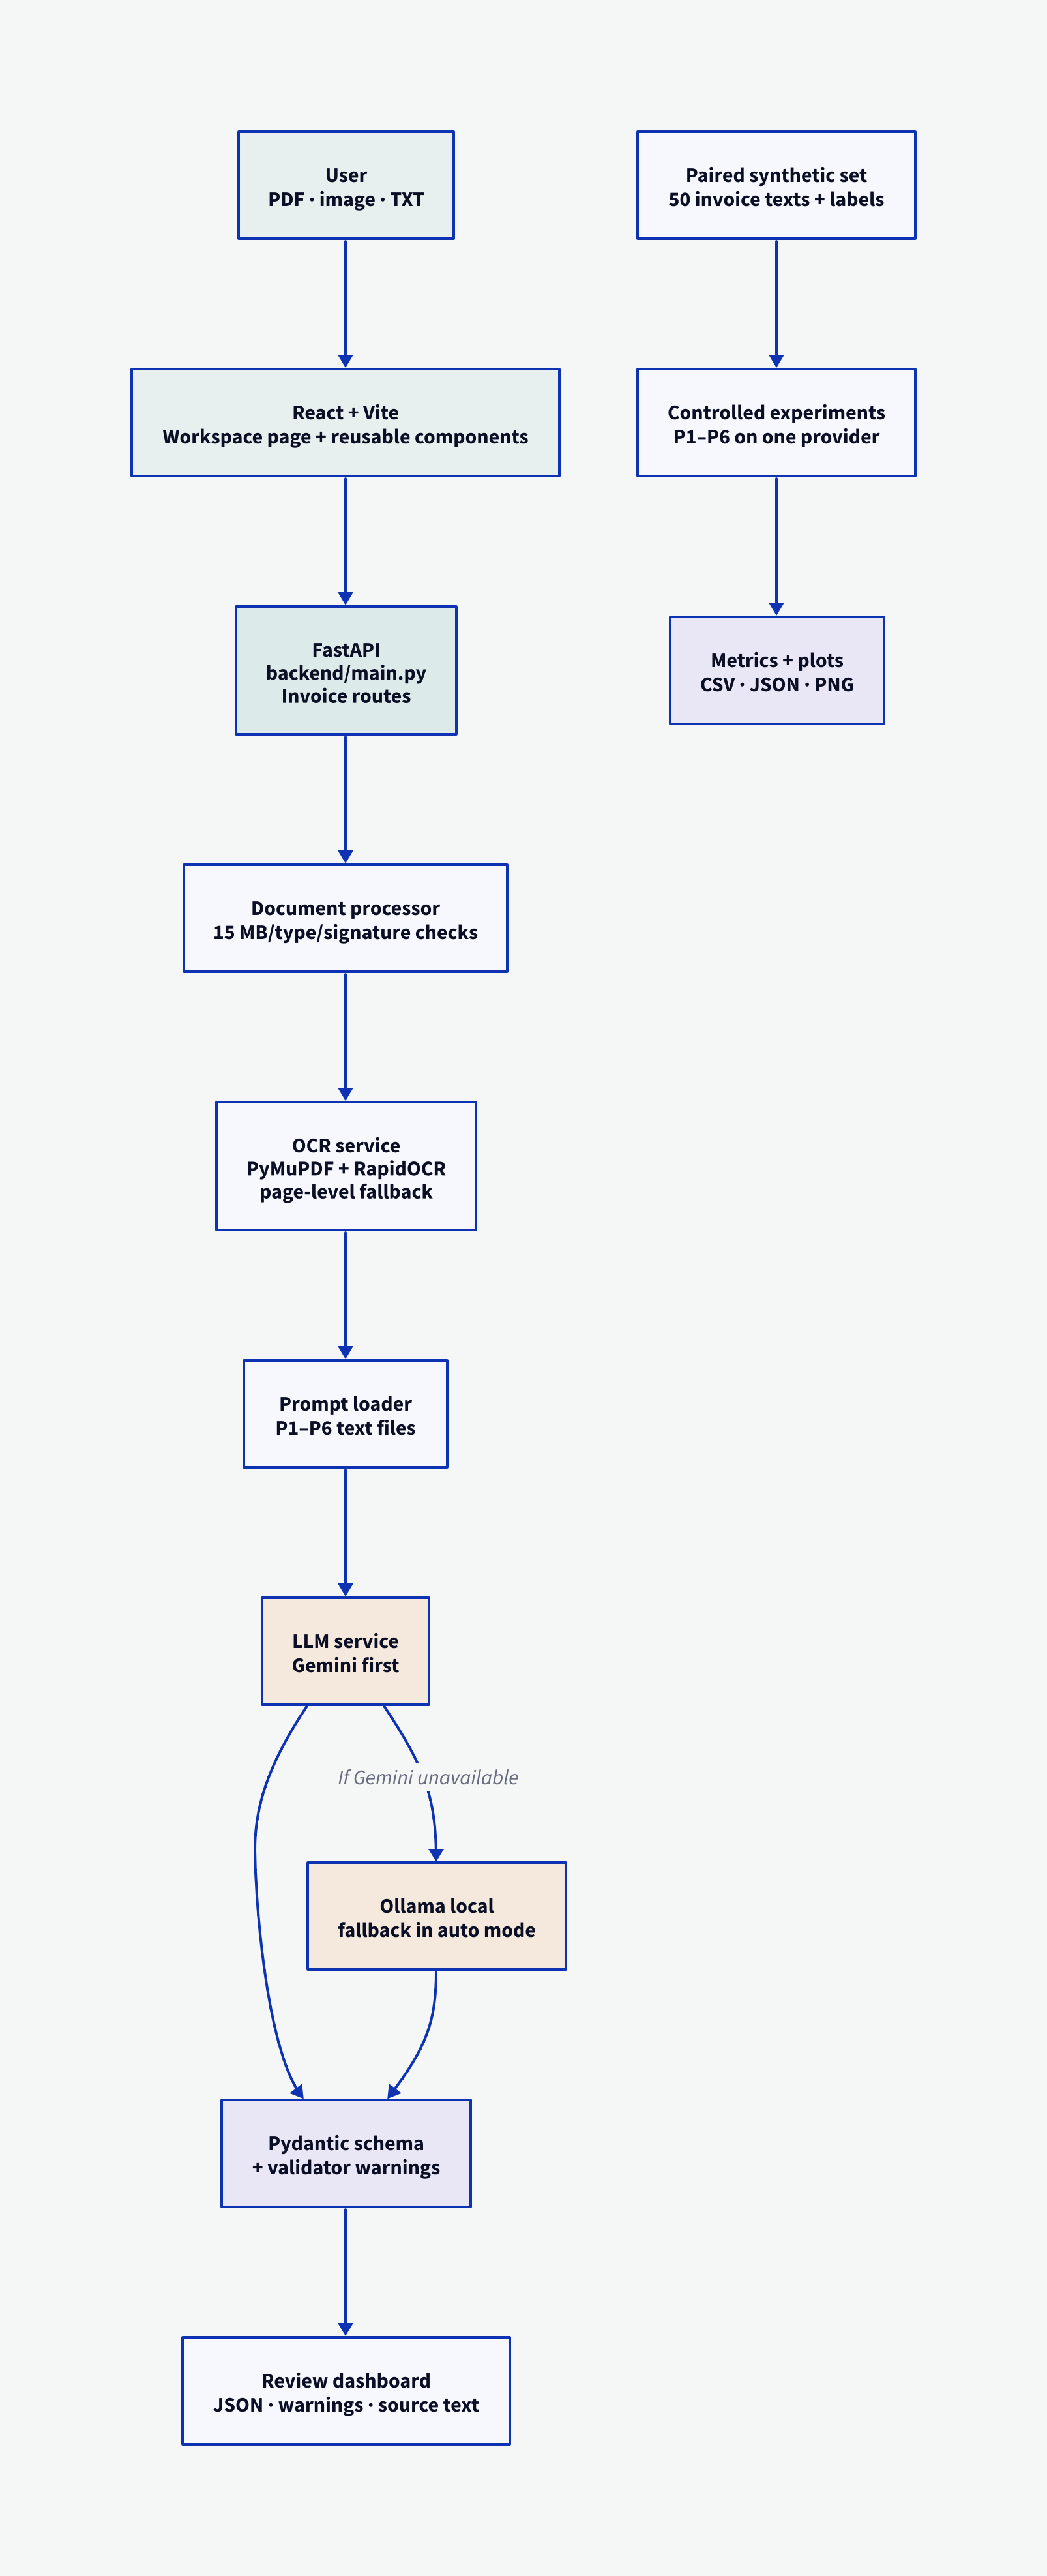 User
PDF · image · TXT
Paired synthetic set
50 invoice texts + labels
React + Vite
Workspace page + reusable components
Controlled experiments
P1–P6 on one provider
FastAPI
backend/main.py
Invoice routes
Metrics + plots
CSV · JSON · PNG
Document processor
15 MB/type/signature checks
OCR service
PyMuPDF + RapidOCR
page-level fallback
Prompt loader
P1–P6 text files
LLM service
Gemini first
If Gemini unavailable
Ollama local
fallback in auto mode
Pydantic schema
+ validator warnings
Review dashboard
JSON · warnings · source text